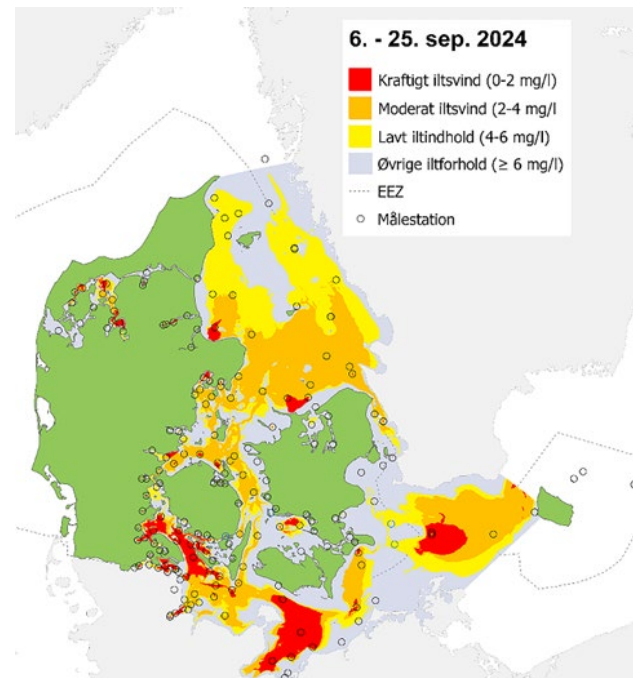 6. - 25. sep. 2024
Kraftigt iltsvind (0-2 mg/l)
Moderat iltsvind (2-4 mg/l
Lavt iltindhold (4-6 mg/l)
Øvrige iltforhold (≥ 6 mg/l)
EEZ
Målestation